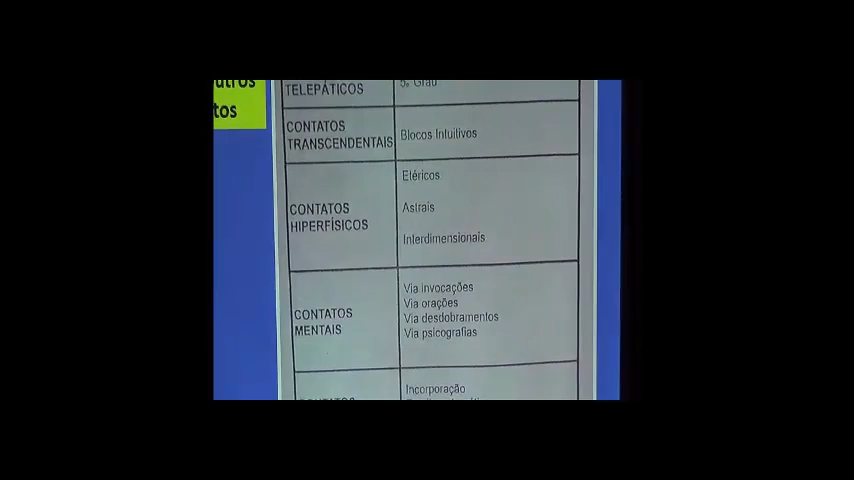 utros
tos
TELEPÁTICOS
5º Grau
CONTATOS
TRANSCENDENTAIS
Blocos Intuitivos
CONTATOS
HIPERFÍSICOS
Etéricos
Astrais
Interdimensionais
CONTATOS
MENTAIS
Via invocações
Via orações
Via desdobramentos
Via psicografias
Incorporação